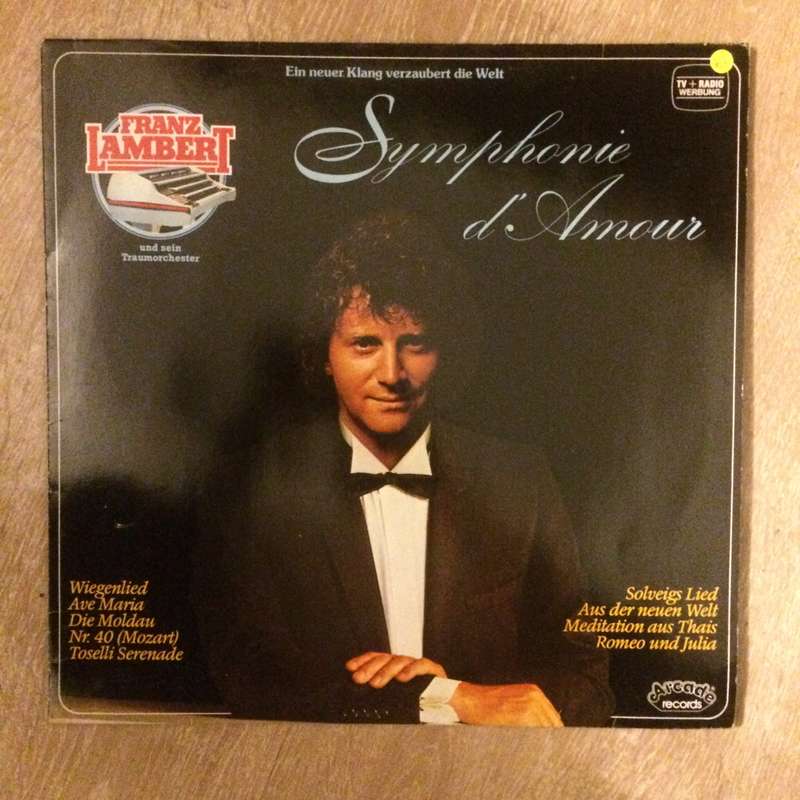 Ein neuer Klang verzaubert die Welt
TV + RADIO
WERBUNG
FRANZ
LAMBERT
und sein
Traumorchester
Symphonie
d'Amour
Wiegenlied
Ave Maria
Die Moldau
Nr. 40 (Mozart)
Toselli Serenade
Solveigs Lied
Aus der neuen Welt
Meditation aus Thais
Romeo und Julia
Arcade
records